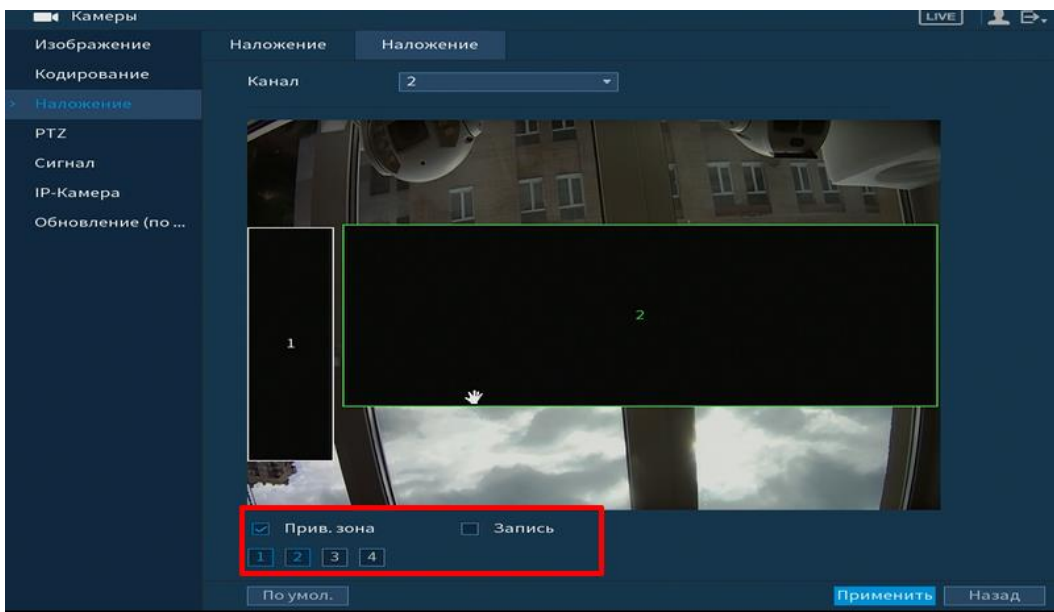 Камеры LIVE
Изображение
Кодирование
Наложение
PTZ
Сигнал
IP-Камера
Обновление (по ...
Наложение Наложение
Канал 2
1
2
Прив. зона Запись
1 2 3 4
По умол. Применить Назад